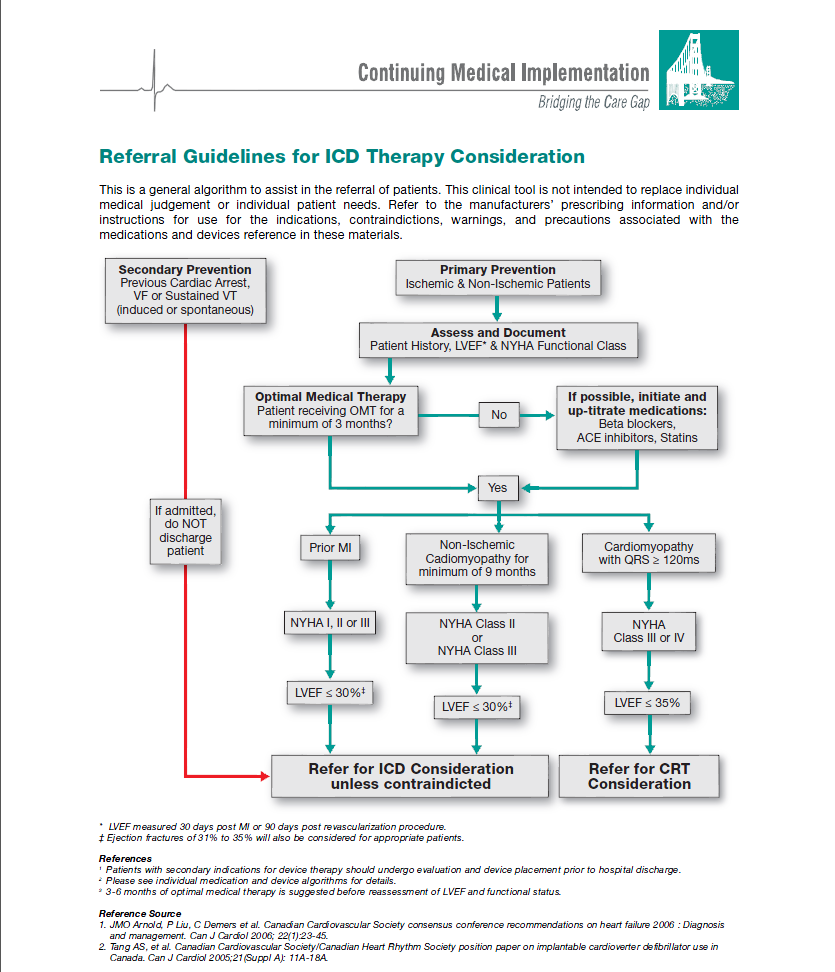 Continuing Medical Implementation
Bridging the Care Gap
Referral Guidelines for ICD Therapy Consideration
This is a general algorithm to assist in the referral of patients. This clinical tool is not intended to replace individual
medical judgement or individual patient needs. Refer to the manufacturers' prescribing information and/or
instructions for use for the indications, contraindictions, warnings, and precautions associated with the
medications and devices reference in these materials.
Secondary Prevention
Previous Cardiac Arrest,
VF or Sustained VT
(induced or spontaneous)
Primary Prevention
Ischemic & Non-Ischemic Patients
Assess and Document
Patient History, LVEF* & NYHA Functional Class
Optimal Medical Therapy
Patient receiving OMT for a
minimum of 3 months?
No
If possible, initiate and
up-titrate medications:
Beta blockers,
ACE inhibitors, Statins
Yes
If admitted,
do NOT
discharge
patient
Prior MI
Non-Ischemic
Cadiomyopathy for
minimum of 9 months
Cardiomyopathy
with QRS ≥ 120ms
NYHA I, II or III
NYHA Class II
or
NYHA Class III
NYHA
Class III or IV
LVEF ≤ 30%‡
LVEF ≤ 30%‡
LVEF ≤ 35%
Refer for ICD Consideration
unless contraindicted
Refer for CRT
Consideration
* LVEF measured 30 days post MI or 90 days post revascularization procedure.
‡ Ejection fractures of 31% to 35% will also be considered for appropriate patients.
References
¹ Patients with secondary indications for device therapy should undergo evaluation and device placement prior to hospital discharge.
² Please see individual medication and device algorithms for details.
³ 3-6 months of optimal medical therapy is suggested before reassessment of LVEF and functional status.
Reference Source
1. JMO Arnold, P Liu, C Demers et al. Canadian Cardiovascular Society consensus conference recommendations on heart failure 2006 : Diagnosis
and management. Can J Cardiol 2006; 22(1):23-45.
2. Tang AS, et al. Canadian Cardiovascular Society/Canadian Heart Rhythm Society position paper on implantable cardioverter defibrillator use in
Canada. Can J Cardiol 2005;21(Suppl A): 11A-18A.